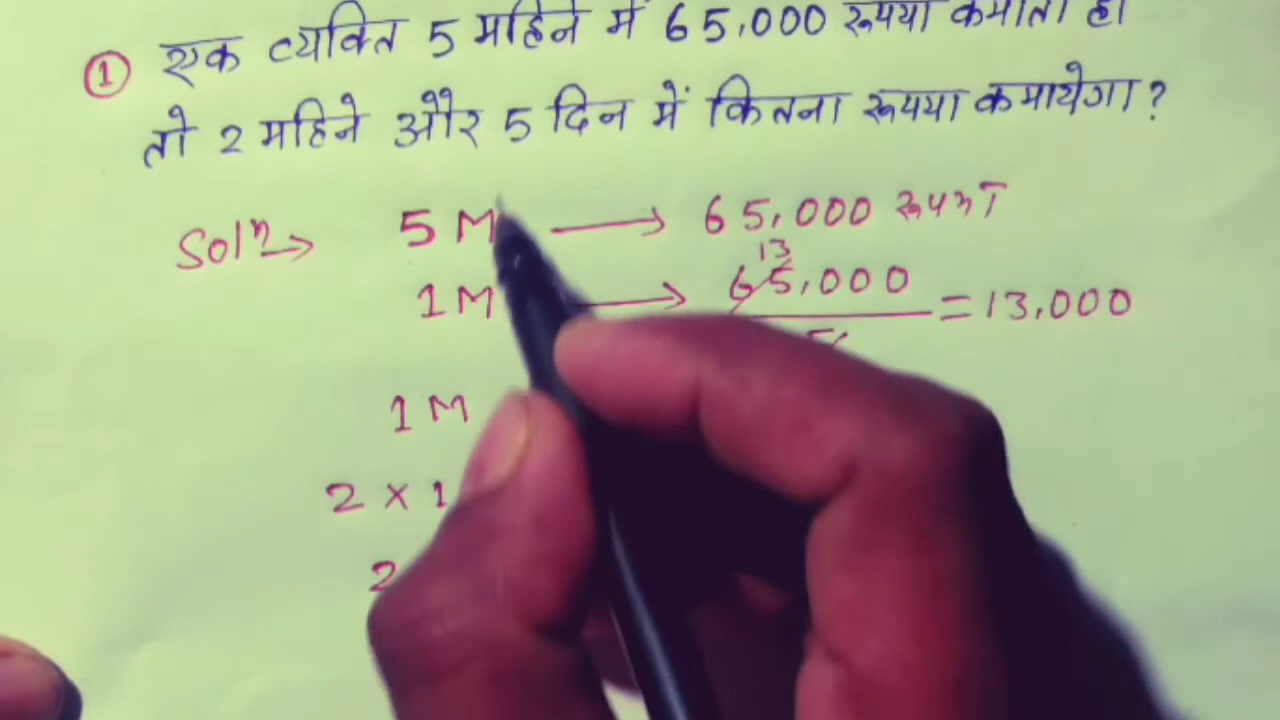 ① एक व्यक्ति 5 महिने में 65,000 रूपया कमाता है।
तो 2 महिने और 5 दिन में कितना रूपया कमायेगा?
Solⁿ→ 5 M → 65,000 रूपया
13
1 M → 65,000 = 13,000
1 M
2 × 1
2